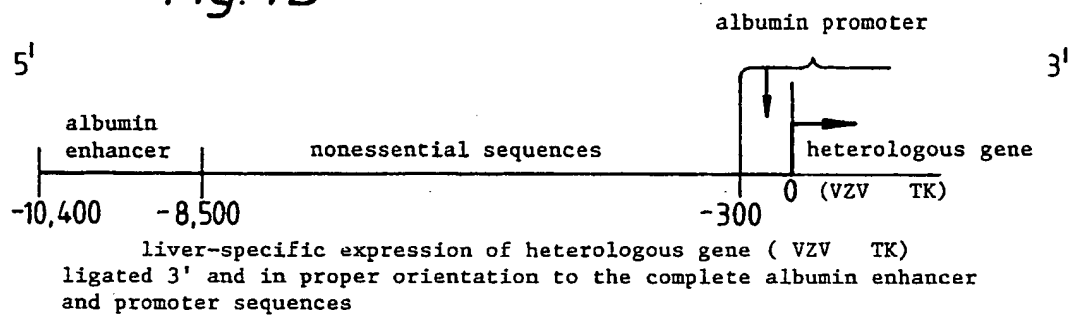 Fig. 1B
albumin promoter
5' 3'
albumin
enhancer nonessential sequences heterologous gene
-10,400 -8,500 -300 0 (VZV TK)
liver-specific expression of heterologous gene ( VZV TK)
ligated 3' and in proper orientation to the complete albumin enhancer
and promoter sequences